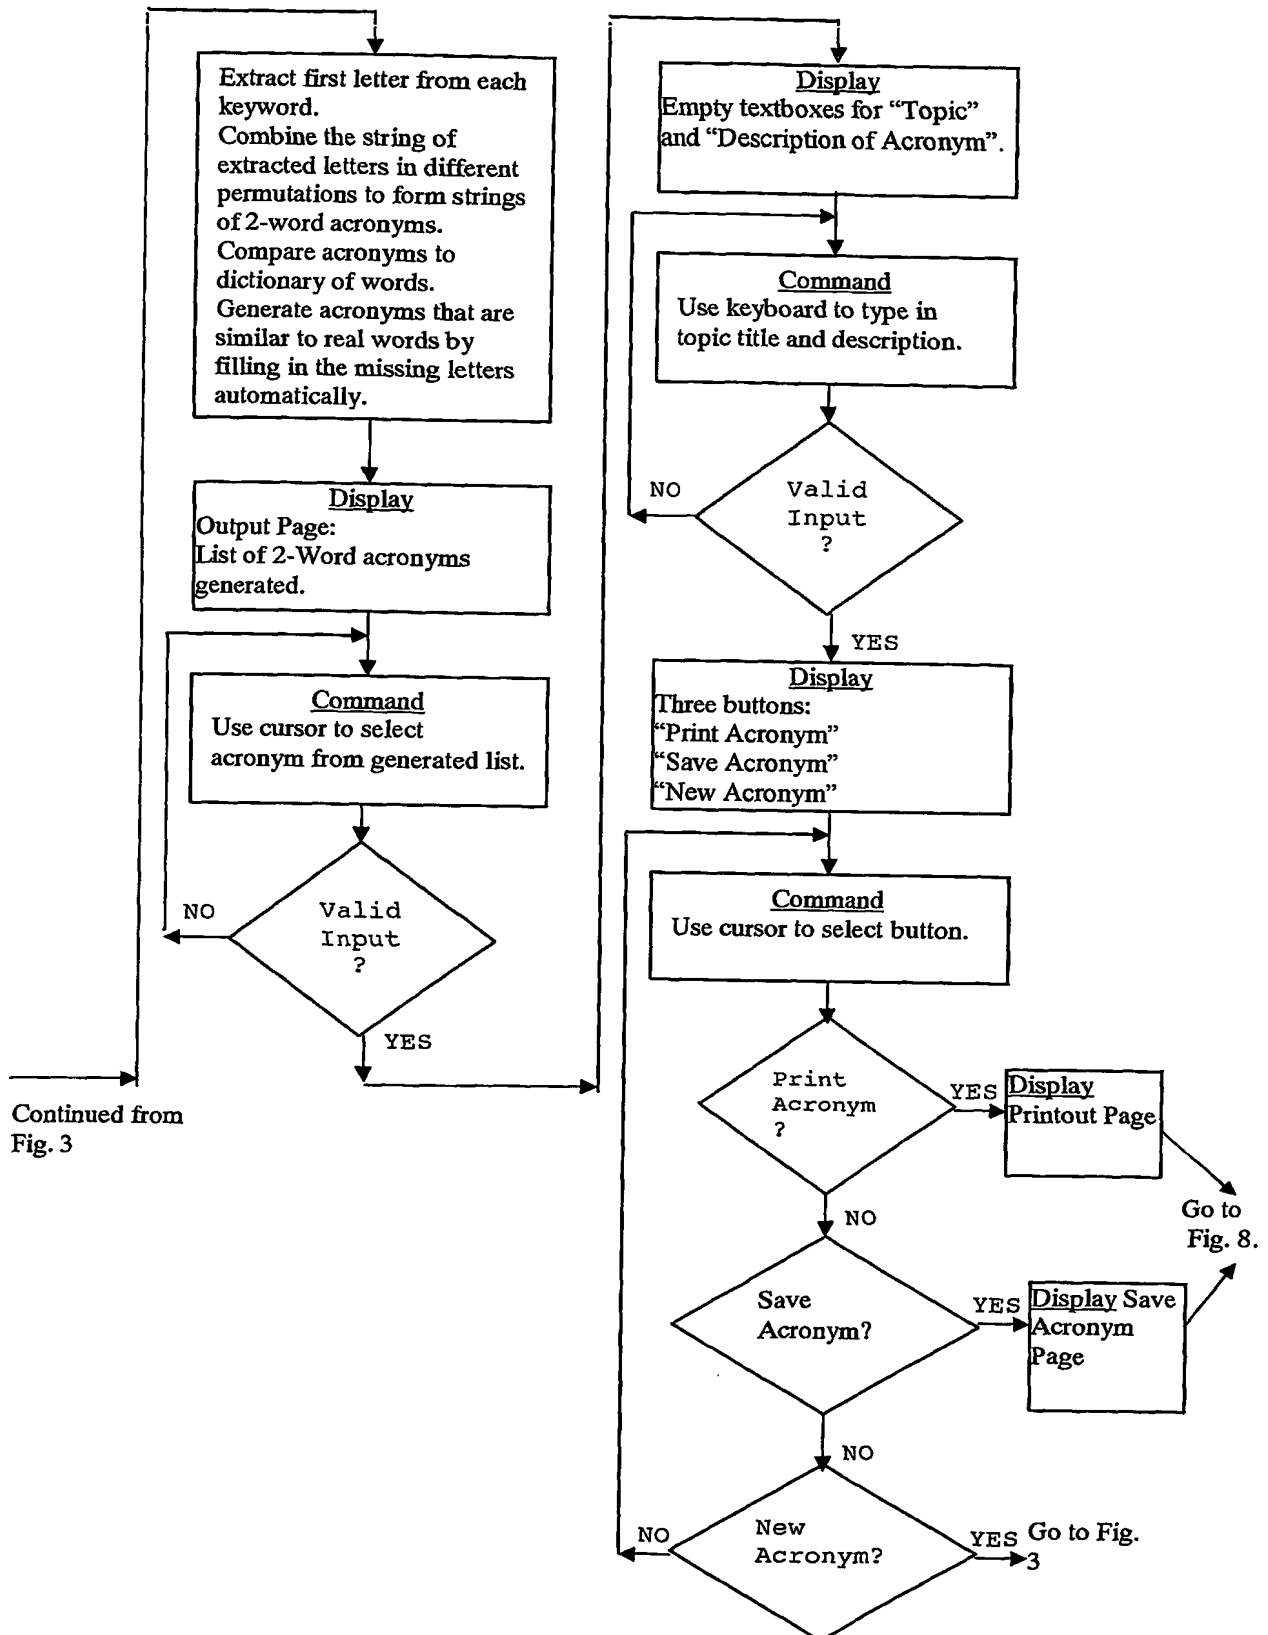 Extract first letter from each
keyword.
Combine the string of
extracted letters in different
permutations to form strings
of 2-word acronyms.
Compare acronyms to
dictionary of words.
Generate acronyms that are
similar to real words by
filling in the missing letters
automatically.
Display
Output Page:
List of 2-Word acronyms
generated.
Command
Use cursor to select
acronym from generated list.
NO
Valid
Input
?
YES
Continued from
Fig. 3
Display
Empty textboxes for “Topic”
and “Description of Acronym”.
Command
Use keyboard to type in
topic title and description.
NO
Valid
Input
?
YES
Display
Three buttons:
“Print Acronym”
“Save Acronym”
“New Acronym”
Command
Use cursor to select button.
Print
Acronym
?
YES
Display
Printout Page
NO
Go to
Fig. 8.
Save
Acronym?
YES
Display Save
Acronym
Page
NO
NO
New
Acronym?
YES
Go to Fig.
3